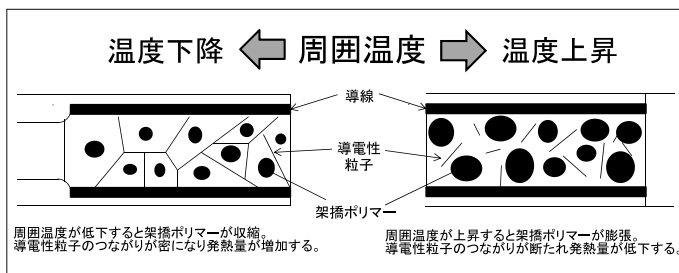 温度下降 周囲温度 温度上昇
導線
導電性
粒子
架橋ポリマー
周囲温度が低下すると架橋ポリマーが収縮。
導電性粒子のつながりが密になり発熱量が増加する。
周囲温度が上昇すると架橋ポリマーが膨張。
導電性粒子のつながりが断たれ発熱量が低下する。